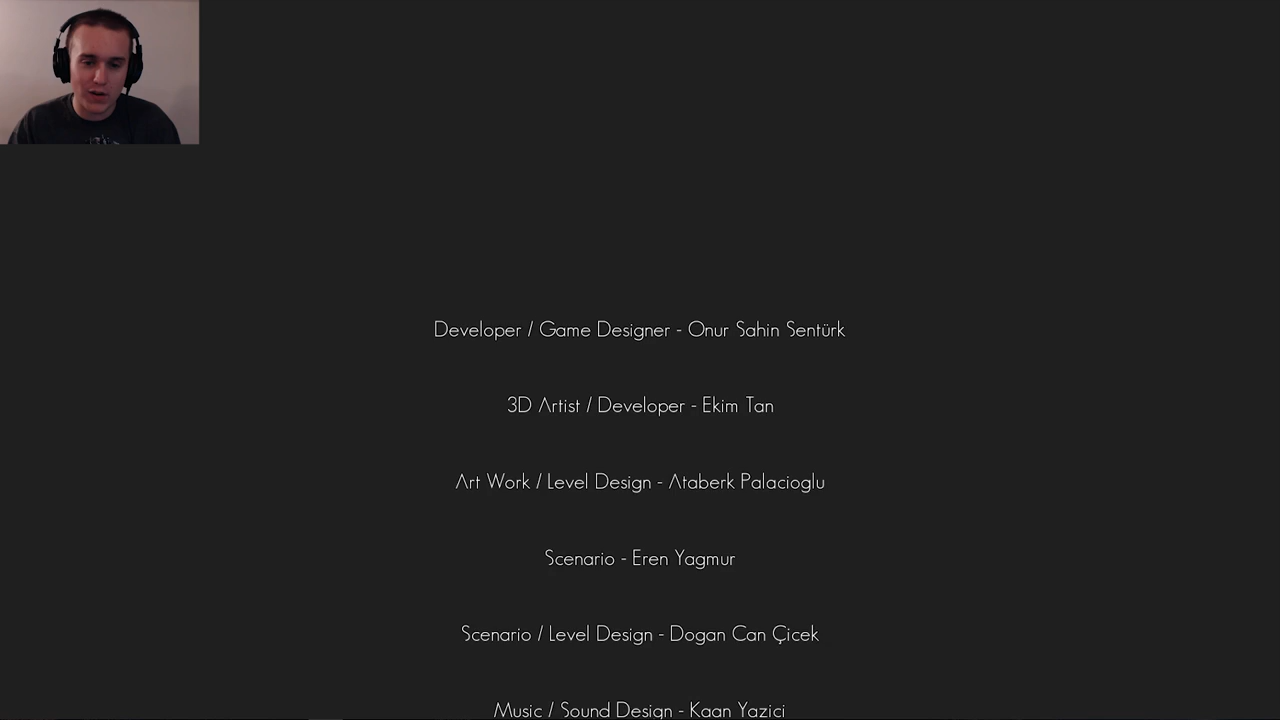 Developer / Game Designer - Onur Sahin Sentürk
3D Artist / Developer - Ekim Tan
Art Work / Level Design - Ataberk Palacioglu
Scenario - Eren Yagmur
Scenario / Level Design - Dogan Can Çicek
Music / Sound Design - Kaan Yazici